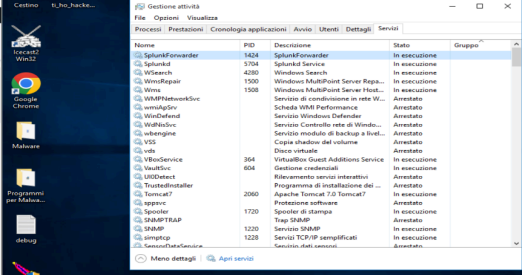 Cestino
ti_ho_hacke...
Icecast2
Win32
Google
Chrome
Malware
Programmi
per Malwa...
debug
Gestione attività
File Opzioni Visualizza
Processi Prestazioni Cronologia applicazioni Avvio Utenti Dettagli Servizi
Nome PID Descrizione Stato Gruppo
SplunkForwarder 1424 SplunkForwarder In esecuzione
Splunkd 5704 Splunkd Service In esecuzione
WSearch 4280 Windows Search In esecuzione
WmsRepair 1500 Windows MultiPoint Server Repa... In esecuzione
Wms 1508 Windows MultiPoint Server Host... In esecuzione
WMPNetworkSvc Servizio di condivisione in rete W... Arrestato
wmiApSrv Scheda WMI Performance Arrestato
WinDefend Servizio Windows Defender Arrestato
WdNisSvc Servizio Controllo rete di Windo... Arrestato
wbengine Servizio modulo di backup a livel... Arrestato
VSS Copia shadow del volume Arrestato
vds Disco virtuale Arrestato
VBoxService 364 VirtualBox Guest Additions Service In esecuzione
VaultSvc 604 Gestione credenziali In esecuzione
UI0Detect Rilevamento servizi interattivi Arrestato
TrustedInstaller Programma di installazione dei ... Arrestato
Tomcat7 2060 Apache Tomcat 7.0 Tomcat7 In esecuzione
sppsvc Protezione software Arrestato
Spooler 1720 Spooler di stampa In esecuzione
SNMPTRAP Trap SNMP Arrestato
SNMP 1220 Servizio SNMP In esecuzione
simptcp 1228 Servizi TCP/IP semplificati In esecuzione
SensorDataService Servizio dati sensori Arrestato
Meno dettagli Apri servizi